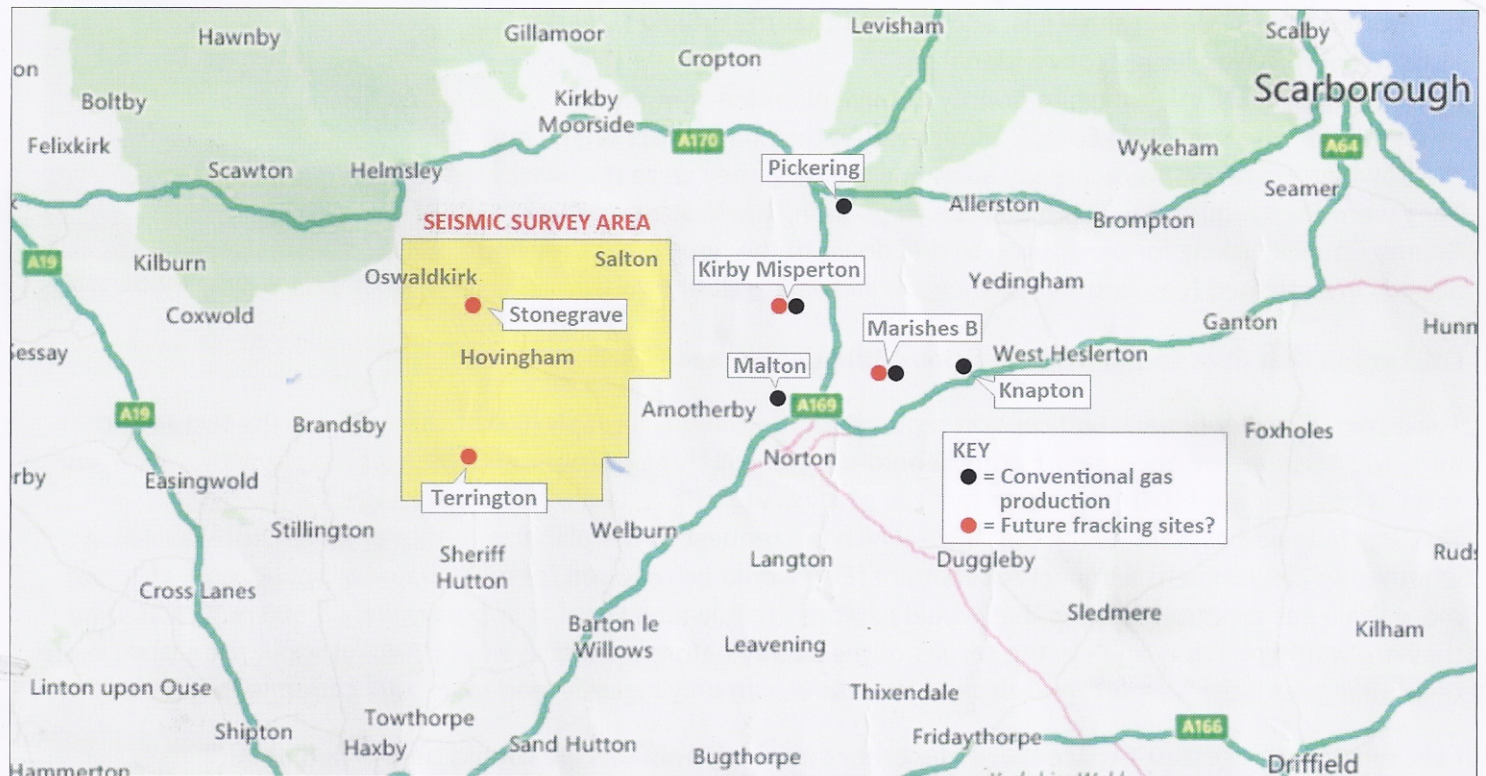 Hawnby
Gillamoor
Levisham
Scalby
Cropton
on
Boltby
Kirkby
Moorside
Scarborough
Felixkirk
A170
Wykeham
A64
Scawton
Helmsley
Pickering
Seamer
Allerston
Brompton
SEISMIC SURVEY AREA
A19
Kilburn
Oswaldkirk
Salton
Kirby Misperton
Yedingham
Coxwold
Stonegrave
Marishes B
Ganton
Hunn
Sessay
Hovingham
Malton
West Heslerton
Knapton
A19
Brandsby
Amotherby
A169
Foxholes
Norton
KEY
= Conventional gas
production
= Future fracking sites?
rby
Easingwold
Terrington
Stillington
Welburn
Sheriff
Hutton
Langton
Duggleby
Ruds
Cross Lanes
Sledmere
Barton le
Willows
Leavening
Kilham
Linton upon Ouse
Thixendale
Towthorpe
Shipton
Haxby
Sand Hutton
Bugthorpe
Fridaythorpe
A166
Driffield
Hammerton